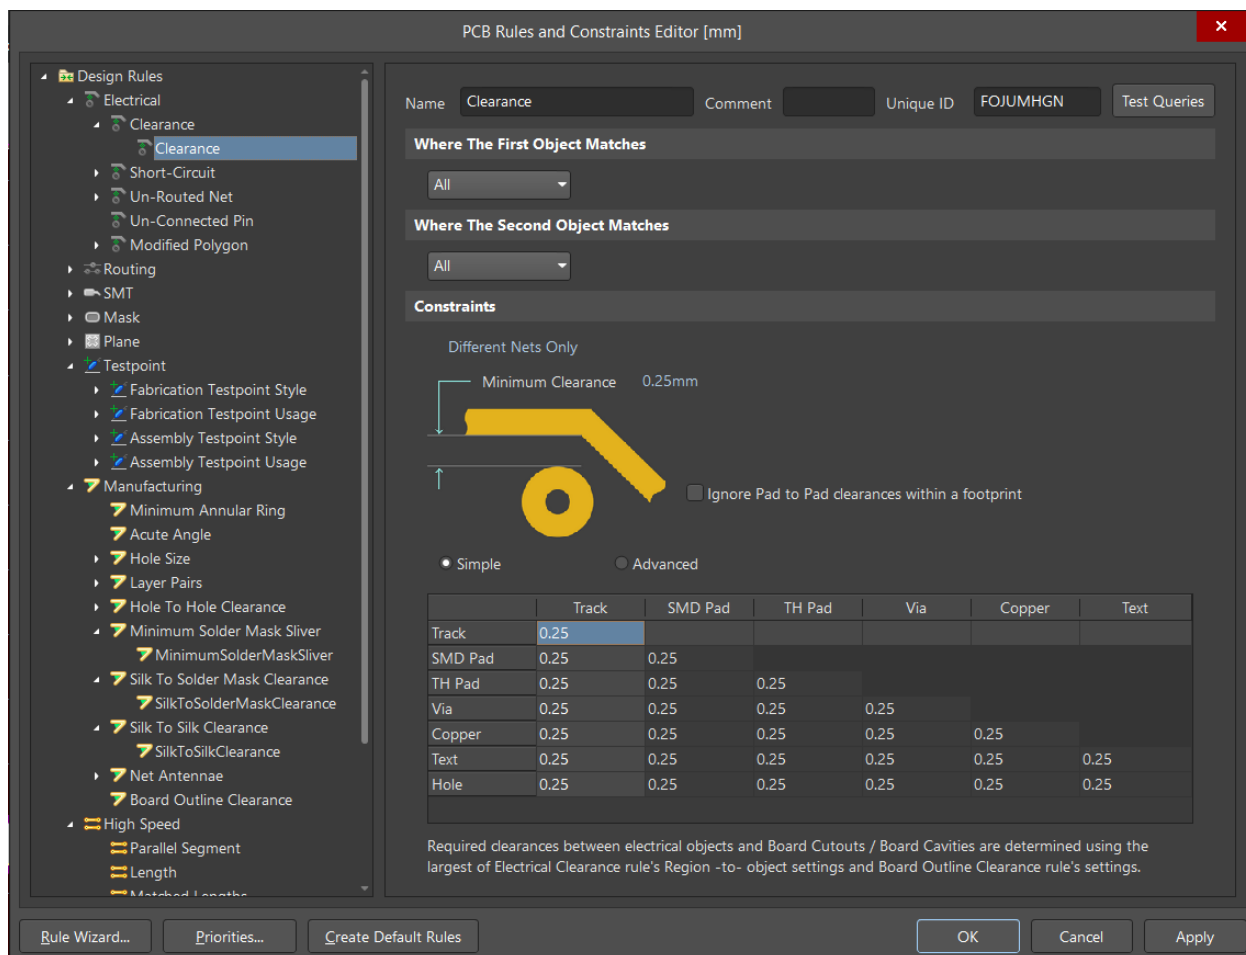 PCB Rules and Constraints Editor [mm]
Design Rules
Electrical
Clearance
Clearance
Short-Circuit
Un-Routed Net
Un-Connected Pin
Modified Polygon
Routing
SMT
Mask
Plane
Testpoint
Fabrication Testpoint Style
Fabrication Testpoint Usage
Assembly Testpoint Style
Assembly Testpoint Usage
Manufacturing
Minimum Annular Ring
Acute Angle
Hole Size
Layer Pairs
Hole To Hole Clearance
Minimum Solder Mask Sliver
MinimumSolderMaskSliver
Silk To Solder Mask Clearance
SilkToSolderMaskClearance
Silk To Silk Clearance
SilkToSilkClearance
Net Antennae
Board Outline Clearance
High Speed
Parallel Segment
Length
Matched Lengths
Name Clearance Comment Unique ID FOJUMHGN Test Queries
Where The First Object Matches
All
Where The Second Object Matches
All
Constraints
Different Nets Only
Minimum Clearance 0.25mm
Ignore Pad to Pad clearances within a footprint
Simple Advanced
Track SMD Pad TH Pad Via Copper Text
Track 0.25
SMD Pad 0.25 0.25
TH Pad 0.25 0.25 0.25
Via 0.25 0.25 0.25 0.25
Copper 0.25 0.25 0.25 0.25 0.25
Text 0.25 0.25 0.25 0.25 0.25 0.25
Hole 0.25 0.25 0.25 0.25 0.25 0.25
Required clearances between electrical objects and Board Cutouts / Board Cavities are determined using the
largest of Electrical Clearance rule's Region -to- object settings and Board Outline Clearance rule's settings.
Rule Wizard... Priorities... Create Default Rules OK Cancel Apply